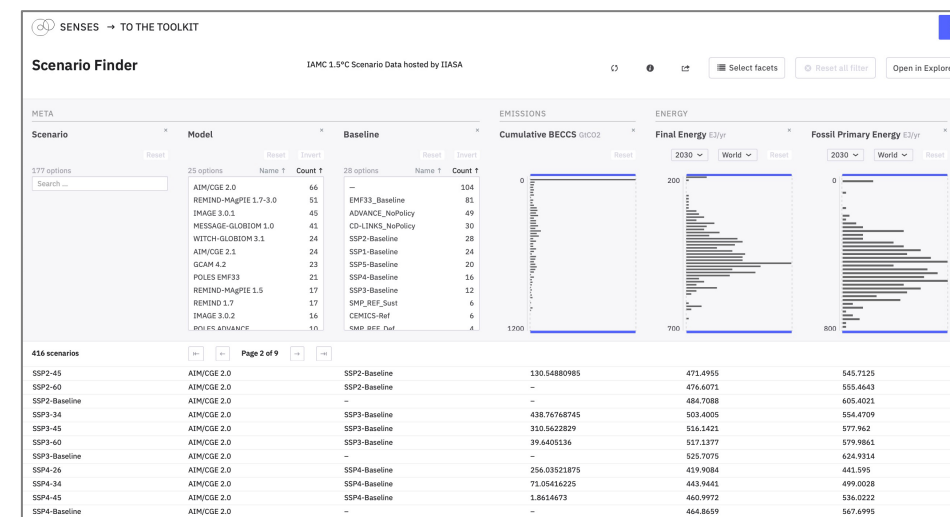 SENSES → TO THE TOOLKIT
Scenario Finder
IAMC 1.5°C Scenario Data hosted by IIASA
Select facets
Reset all filter
Open in Explore
META
EMISSIONS
ENERGY
Scenario ×
Model ×
Baseline ×
Cumulative BECCS GtCO2 ×
Final Energy EJ/yr ×
Fossil Primary Energy EJ/yr ×
Reset
Reset Invert
Reset Invert
Reset
2030 World Reset
2030 World Reset
177 options
25 options Name ↑ Count ↑
28 options Name ↑ Count ↑
Search ...
AIM/CGE 2.0 66
REMIND-MAgPIE 1.7-3.0 51
IMAGE 3.0.1 45
MESSAGE-GLOBIOM 1.0 41
WITCH-GLOBIOM 3.1 24
AIM/CGE 2.1 24
GCAM 4.2 23
POLES EMF33 21
REMIND-MAgPIE 1.5 17
REMIND 1.7 17
IMAGE 3.0.2 16
POLES ADVANCE 10
– 104
EMF33_Baseline 81
ADVANCE_NoPolicy 49
CD-LINKS_NoPolicy 30
SSP2-Baseline 28
SSP1-Baseline 24
SSP5-Baseline 20
SSP4-Baseline 16
SSP3-Baseline 12
SMP_REF_Sust 6
CEMICS-Ref 6
SMP_REF_Def 4
0
1200
200
700
0
800
416 scenarios
Page 2 of 9
SSP2-45 AIM/CGE 2.0 SSP2-Baseline 130.54880985 471.4955 545.7125
SSP2-60 AIM/CGE 2.0 SSP2-Baseline – 476.6071 555.4643
SSP2-Baseline AIM/CGE 2.0 – – 484.7088 605.4021
SSP3-34 AIM/CGE 2.0 SSP3-Baseline 438.76768745 503.4005 554.4709
SSP3-45 AIM/CGE 2.0 SSP3-Baseline 310.5622839 516.1421 577.962
SSP3-60 AIM/CGE 2.0 SSP3-Baseline 39.6405136 517.1377 579.9861
SSP3-Baseline AIM/CGE 2.0 – – 525.7075 624.9314
SSP4-26 AIM/CGE 2.0 SSP4-Baseline 256.03521875 419.9084 441.595
SSP4-34 AIM/CGE 2.0 SSP4-Baseline 71.05416225 443.9441 499.0028
SSP4-45 AIM/CGE 2.0 SSP4-Baseline 1.8614673 460.9972 536.0222
SSP4-Baseline AIM/CGE 2.0 – – 464.8659 567.6995